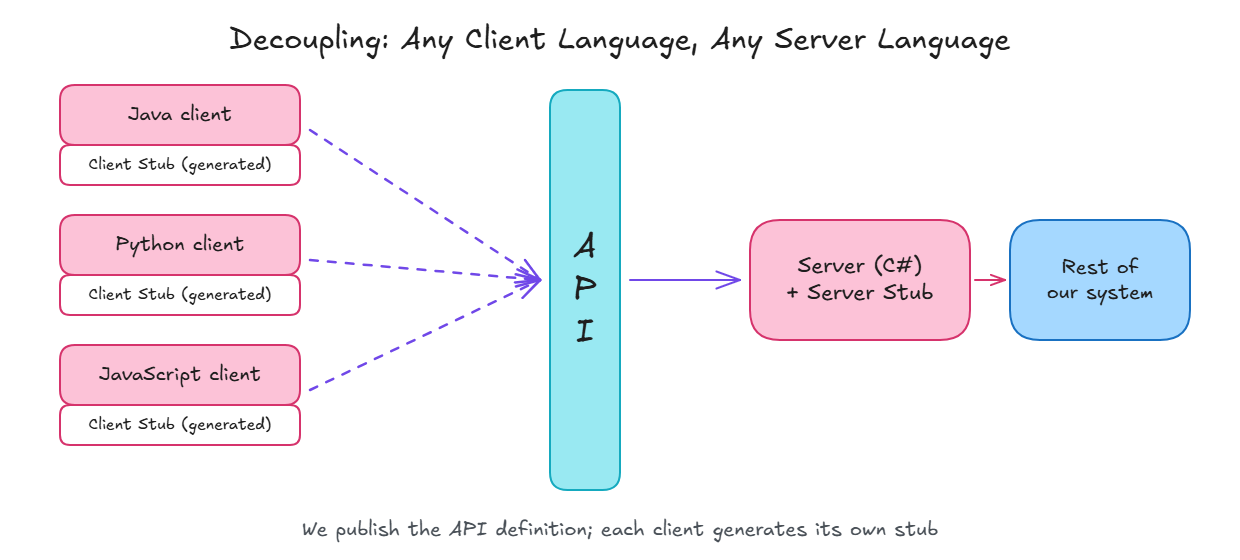 Decoupling: Any Client Language, Any Server Language
Java client
Client Stub (generated)
Python client
Client Stub (generated)
JavaScript client
Client Stub (generated)
A
P
I
Server (C#)
+ Server Stub
Rest of
our system
We publish the API definition; each client generates its own stub